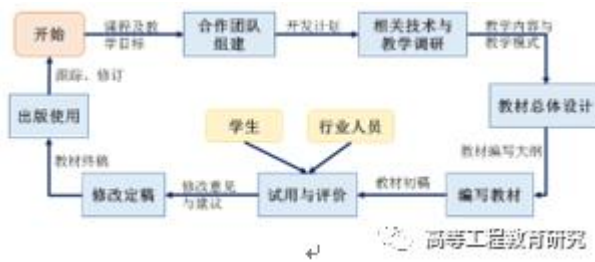 开始
课程及教
学目标
合作团队
组建
开发计划
相关技术与
教学调研
教学内容与
教学模式
教材总体设计
教材编写大纲
编写教材
教材初稿
学生
行业人员
试用与评价
修改意见
与建议
修改定稿
教材终稿
出版使用
跟踪、修订
高等工程教育研究